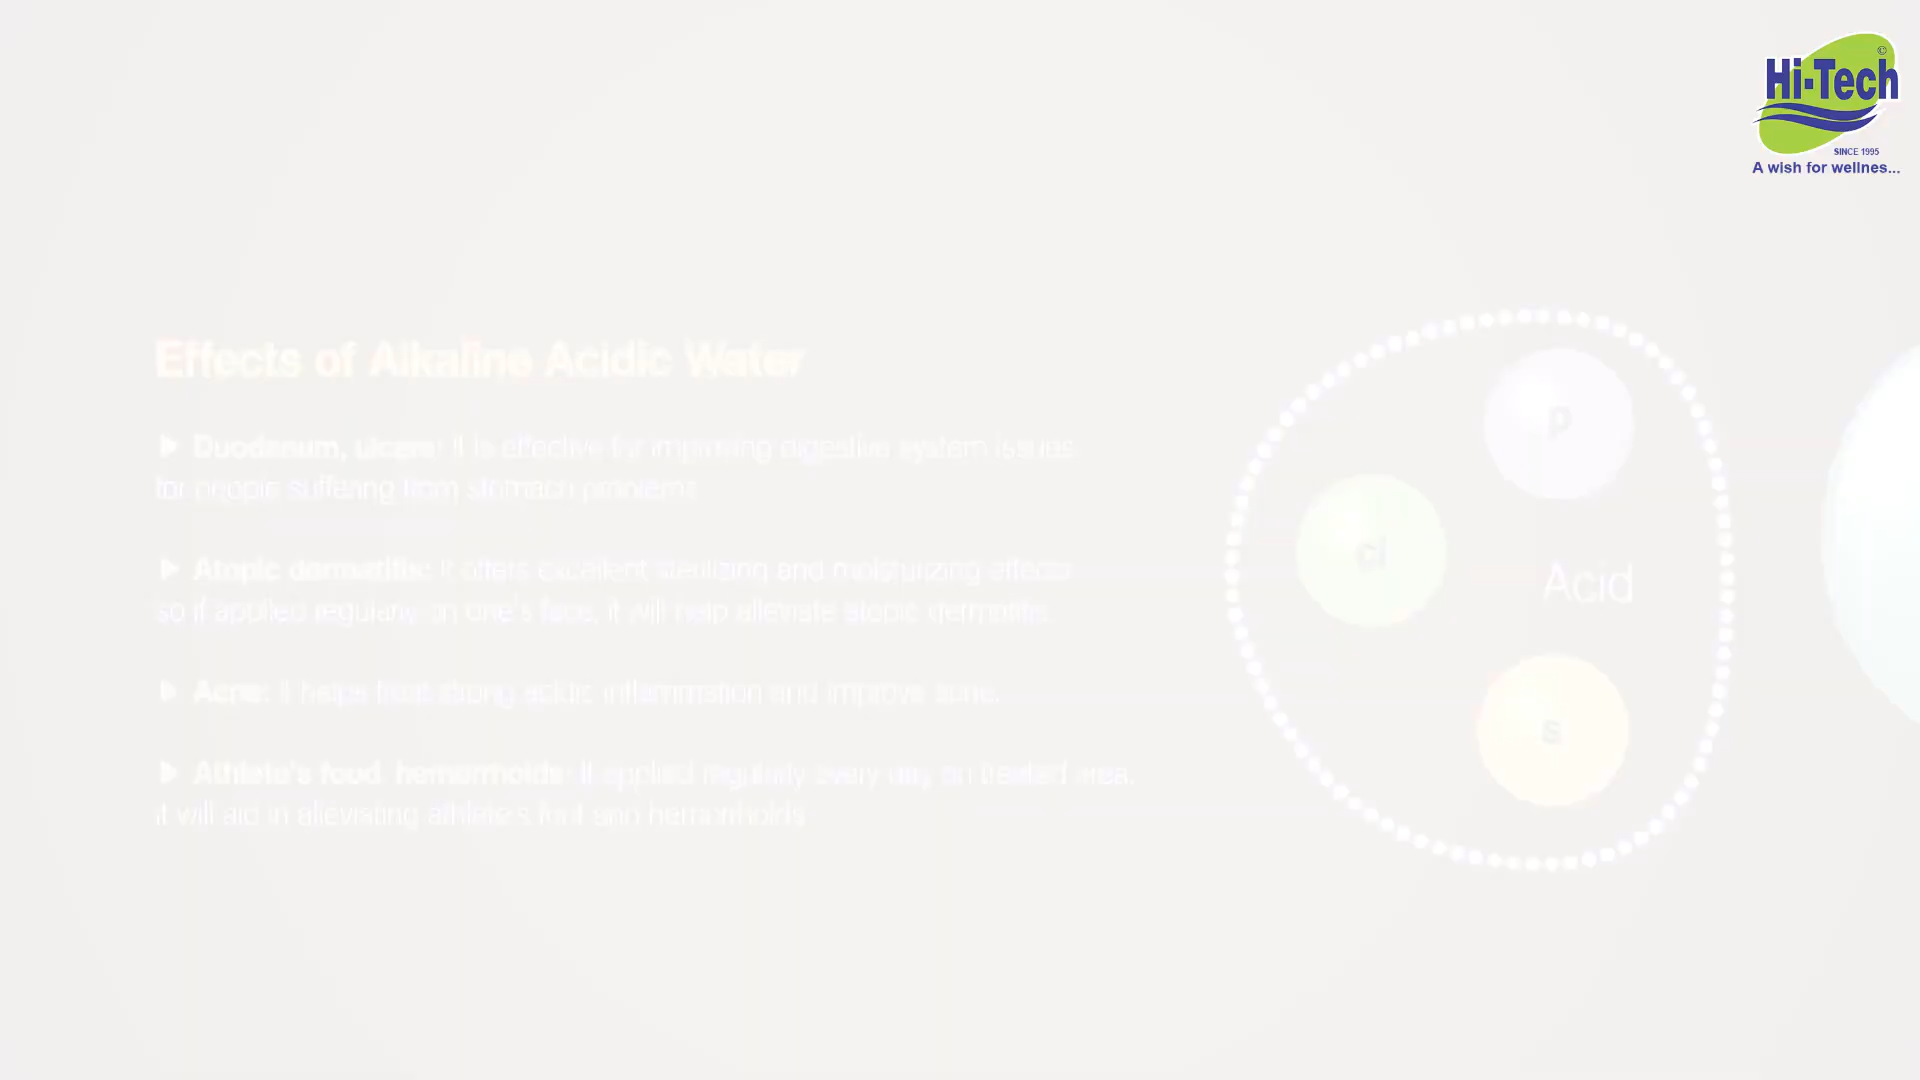 Hi-Tech
©
SINCE 1995
A wish for wellnes...
Effects of Alkaline Acidic Water
Duodenum, ulcers: It is effective for improving digestive system issues
for people suffering from stomach problems
Atopic dermatitis: It offers excellent sterilizing and moisturizing effects
so if applied regularly on one's face, it will help alleviate atopic dermatitis.
Acne: It helps treat strong acidic inflammation and improve acne.
Athlete's food, hemorrhoids: If applied regularly every day on treated area,
it will aid in alleviating athlete's foot and hemorrhoids
P
cl
Acid
s